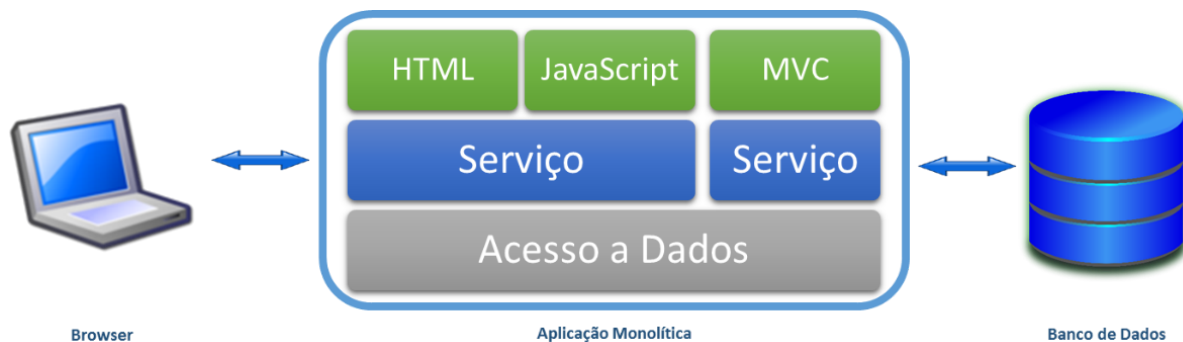 HTML
JavaScript
MVC
Serviço
Serviço
Acesso a Dados
Browser
Aplicação Monolítica
Banco de Dados